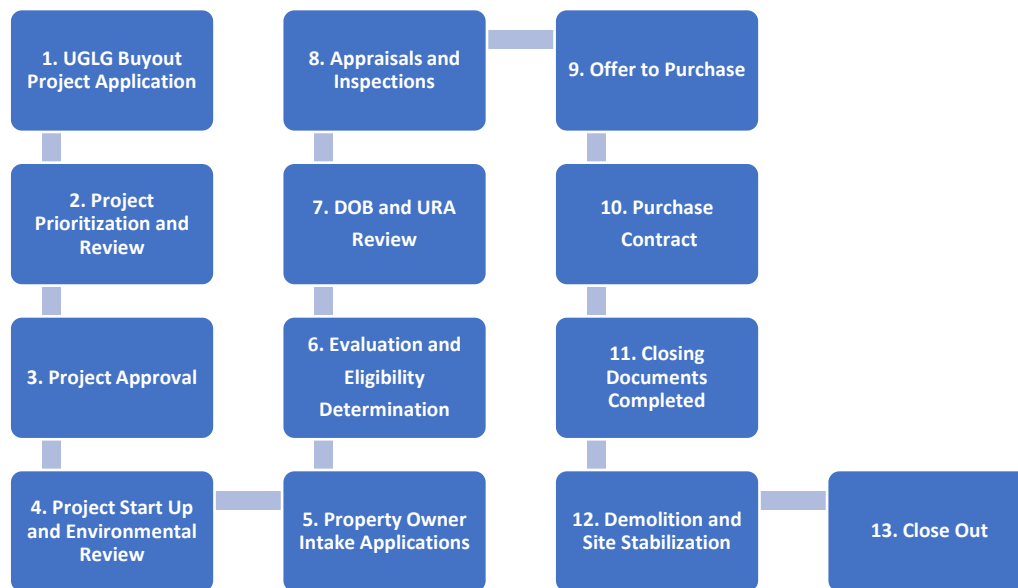 1. UGLG Buyout
Project Application
2. Project
Prioritization and
Review
3. Project Approval
4. Project Start Up
and Environmental
Review
5. Property Owner
Intake Applications
6. Evaluation and
Eligibility
Determination
7. DOB and URA
Review
8. Appraisals and
Inspections
9. Offer to Purchase
10. Purchase
Contract
11. Closing
Documents
Completed
12. Demolition and
Site Stabilization
13. Close Out